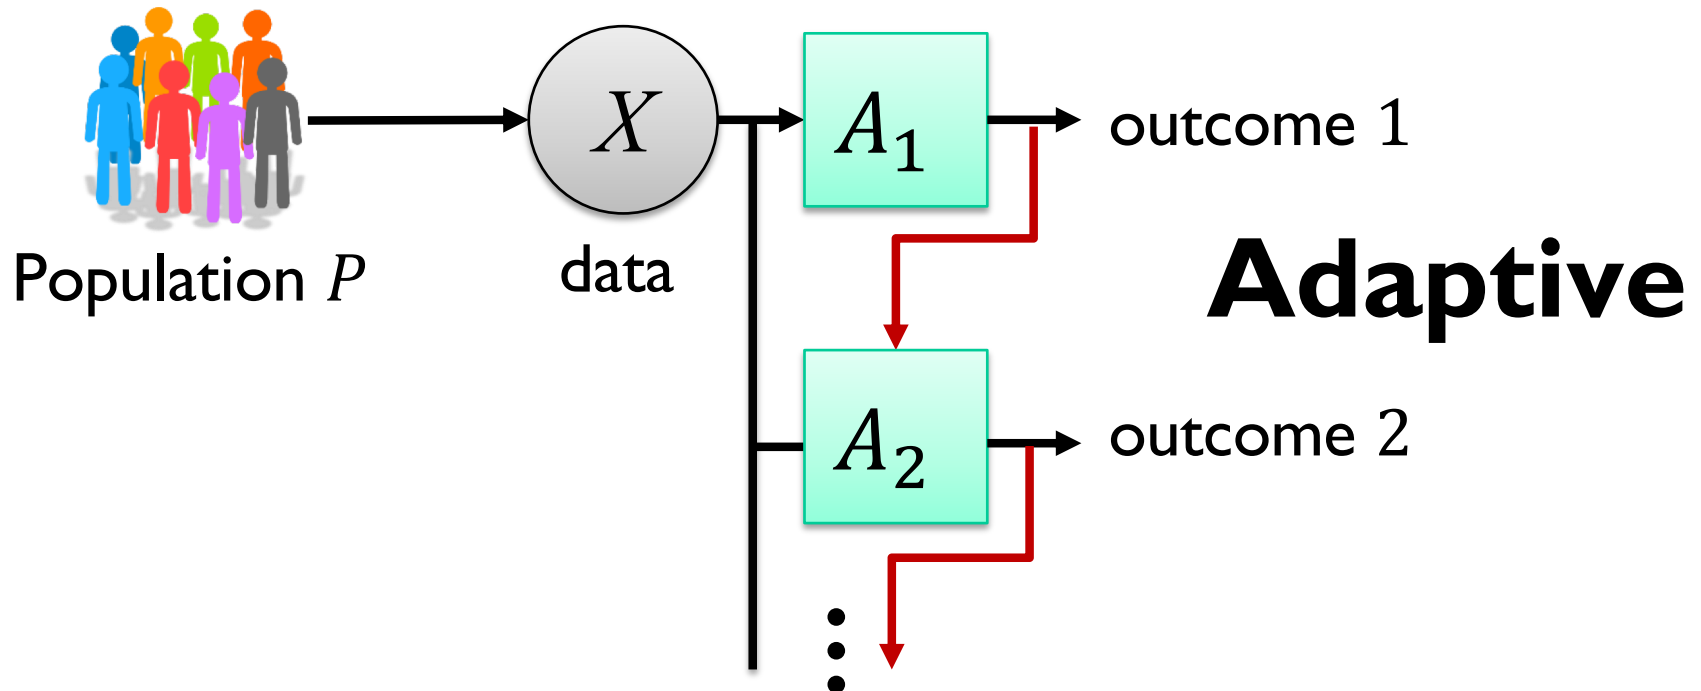 X
A₁
outcome 1
Population P
data
Adaptive
A₂
outcome 2